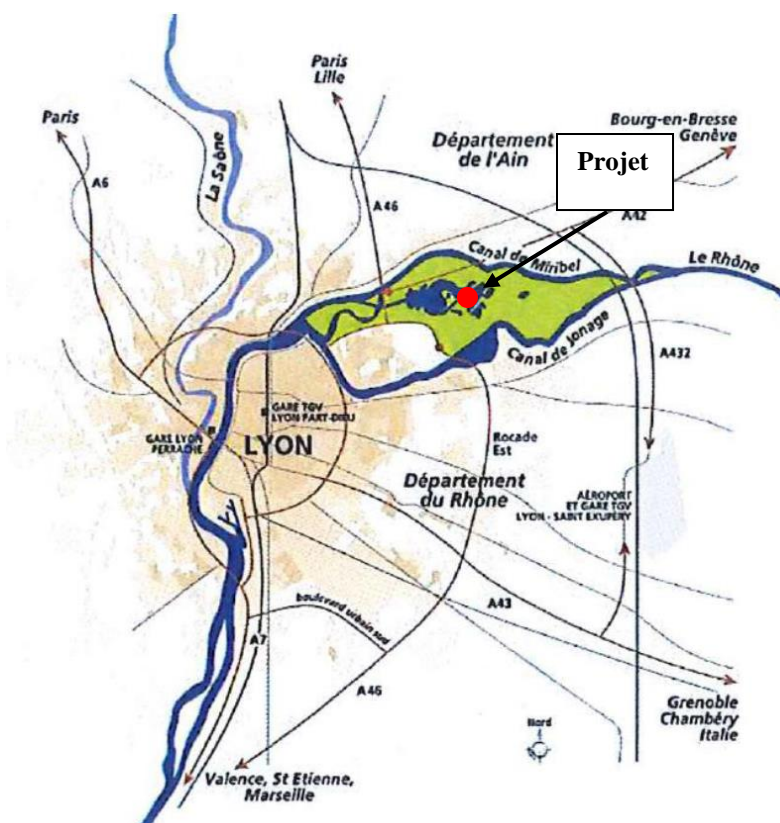 Paris
Lille
Paris
Bourg-en-Bresse
Genève
Département
de l'Ain
Projet
La Saône
A6
A46
A42
Canal de Miribel
Le Rhône
Canal de Jonage
A432
GARE TGV
LYON PART-DIEU
GARE LYON
PERRACHE
LYON
Rocade
Est
Département
du Rhône
AÉROPORT
ET GARE TGV
LYON - SAINT EXUPÉRY
A43
boulevard urbain sud
A7
A46
Grenoble
Chambéry
Italie
Nord
Valence, St Etienne,
Marseille